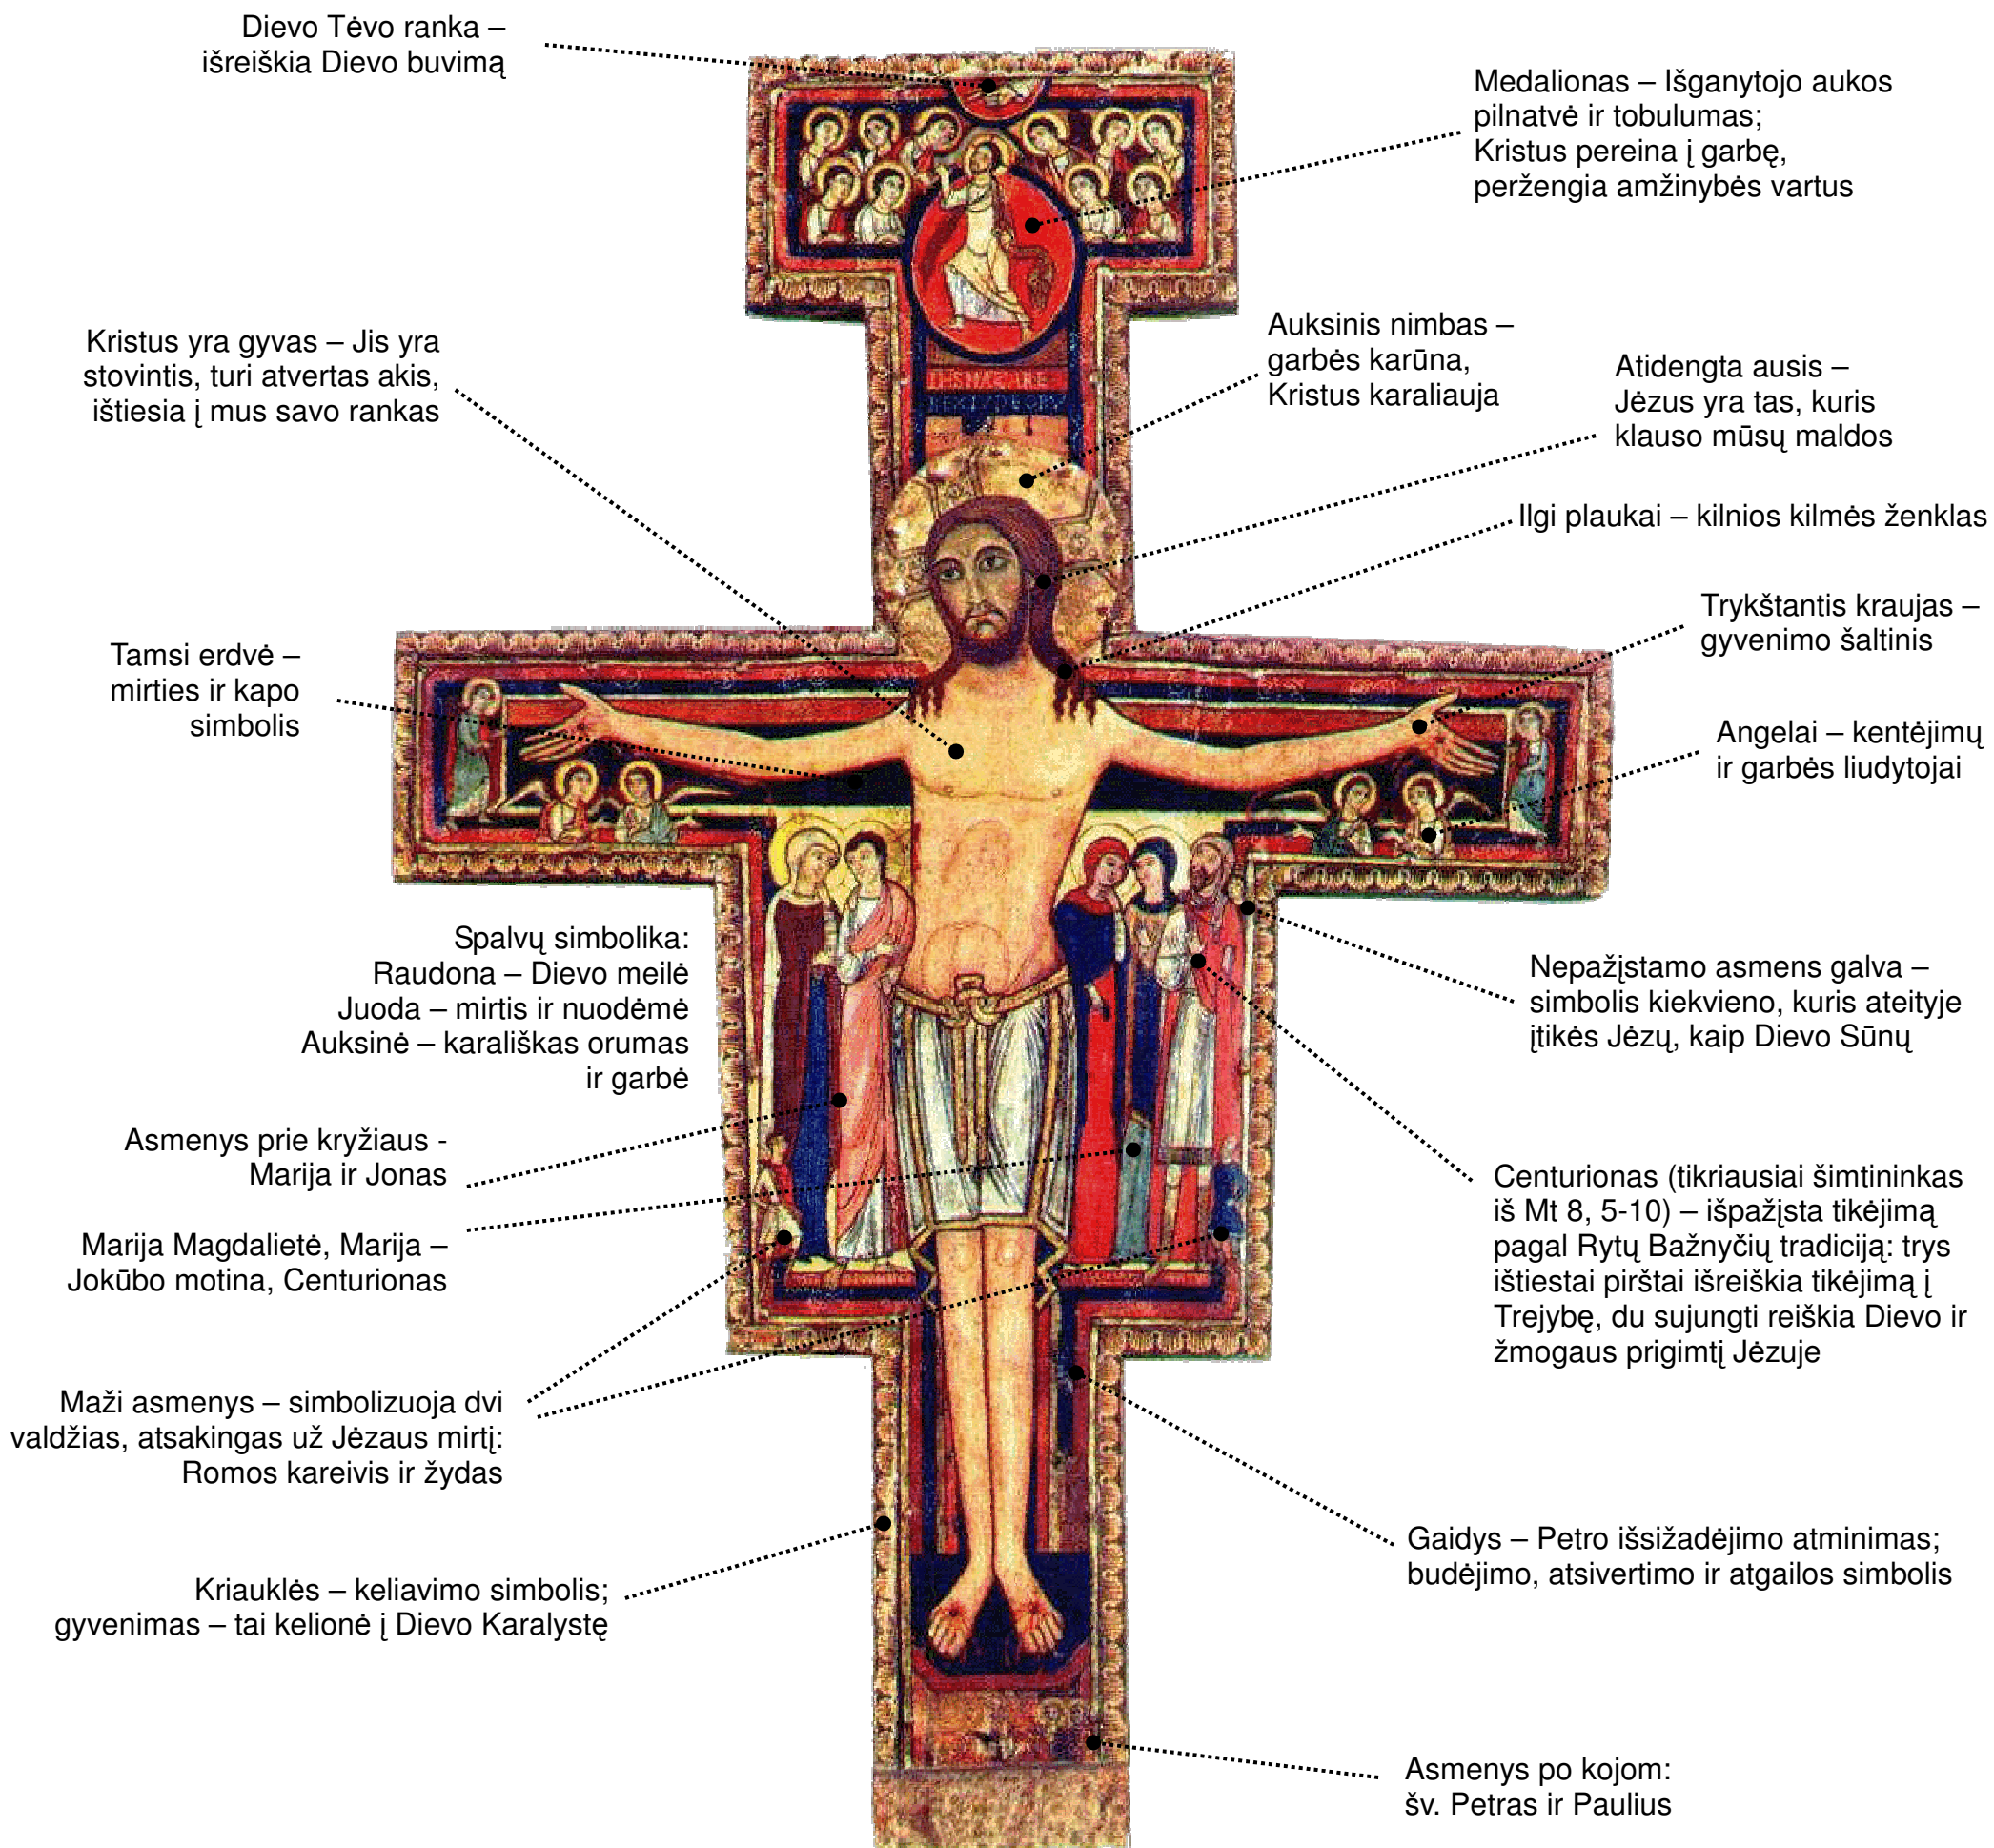 Dievo Tėvo ranka –
išreiškia Dievo buvimą
Medalionas – Išganytojo aukos
pilnatvė ir tobulumas;
Kristus pereina į garbę,
peržengia amžinybės vartus
Kristus yra gyvas – Jis yra
stovintis, turi atvertas akis,
ištiesia į mus savo rankas
Auksinis nimbas –
garbės karūna,
Kristus karaliauja
Atidengta ausis –
Jėzus yra tas, kuris
klauso mūsų maldos
Ilgi plaukai – kilnios kilmės ženklas
Trykštantis kraujas –
gyvenimo šaltinis
Tamsi erdvė –
mirties ir kapo
simbolis
Angelai – kentėjimų
ir garbės liudytojai
Spalvų simbolika:
Raudona – Dievo meilė
Juoda – mirtis ir nuodėmė
Auksinė – karališkas orumas
ir garbė
Nepažįstamo asmens galva –
simbolis kiekvieno, kuris ateityje
įtikės Jėzų, kaip Dievo Sūnų
Asmenys prie kryžiaus -
Marija ir Jonas
Centurionas (tikriausiai šimtininkas
iš Mt 8, 5-10) – išpažįsta tikėjimą
pagal Rytų Bažnyčių tradiciją: trys
ištiestai pirštai išreiškia tikėjimą į
Trejybę, du sujungti reiškia Dievo ir
žmogaus prigimtį Jėzuje
Marija Magdalietė, Marija –
Jokūbo motina, Centurionas
Maži asmenys – simbolizuoja dvi
valdžias, atsakingas už Jėzaus mirtį:
Romos kareivis ir žydas
Gaidys – Petro išsižadėjimo atminimas;
budėjimo, atsivertimo ir atgailos simbolis
Kriauklės – keliavimo simbolis;
gyvenimas – tai kelionė į Dievo Karalystę
Asmenys po kojom:
šv. Petras ir Paulius